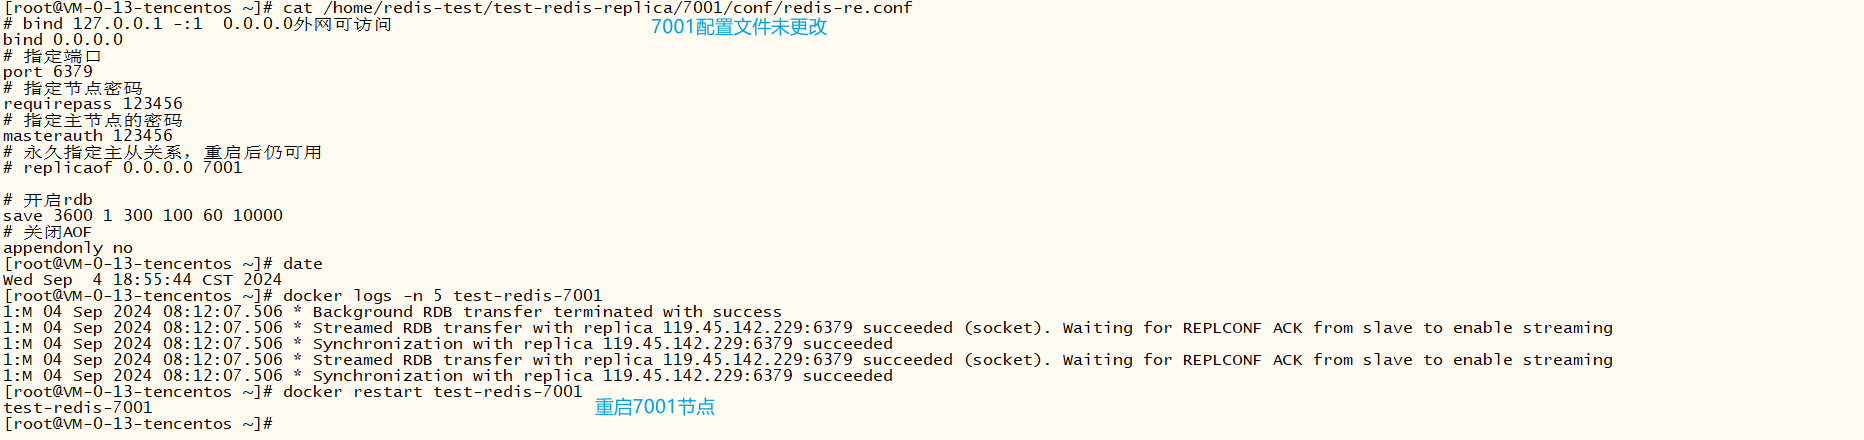 [root@VM-0-13-tencentos ~]# cat /home/redis-test/test-redis-replica/7001/conf/redis-re.conf
# bind 127.0.0.1 -:1  0.0.0.0外网可访问
7001配置文件未更改
bind 0.0.0.0
# 指定端口
port 6379
# 指定节点密码
requirepass 123456
# 指定主节点的密码
masterauth 123456
# 永久指定主从关系，重启后仍可用
# replicaof 0.0.0.0 7001
# 开启rdb
save 3600 1 300 100 60 10000
# 关闭AOF
appendonly no
[root@VM-0-13-tencentos ~]# date
Wed Sep  4 18:55:44 CST 2024
[root@VM-0-13-tencentos ~]# docker logs -n 5 test-redis-7001
1:M 04 Sep 2024 08:12:07.506 * Background RDB transfer terminated with success
1:M 04 Sep 2024 08:12:07.506 * Streamed RDB transfer with replica 119.45.142.229:6379 succeeded (socket). Waiting for REPLCONF ACK from slave to enable streaming
1:M 04 Sep 2024 08:12:07.506 * Synchronization with replica 119.45.142.229:6379 succeeded
1:M 04 Sep 2024 08:12:07.506 * Streamed RDB transfer with replica 119.45.142.229:6379 succeeded (socket). Waiting for REPLCONF ACK from slave to enable streaming
1:M 04 Sep 2024 08:12:07.506 * Synchronization with replica 119.45.142.229:6379 succeeded
[root@VM-0-13-tencentos ~]# docker restart test-redis-7001
test-redis-7001
重启7001节点
[root@VM-0-13-tencentos ~]#